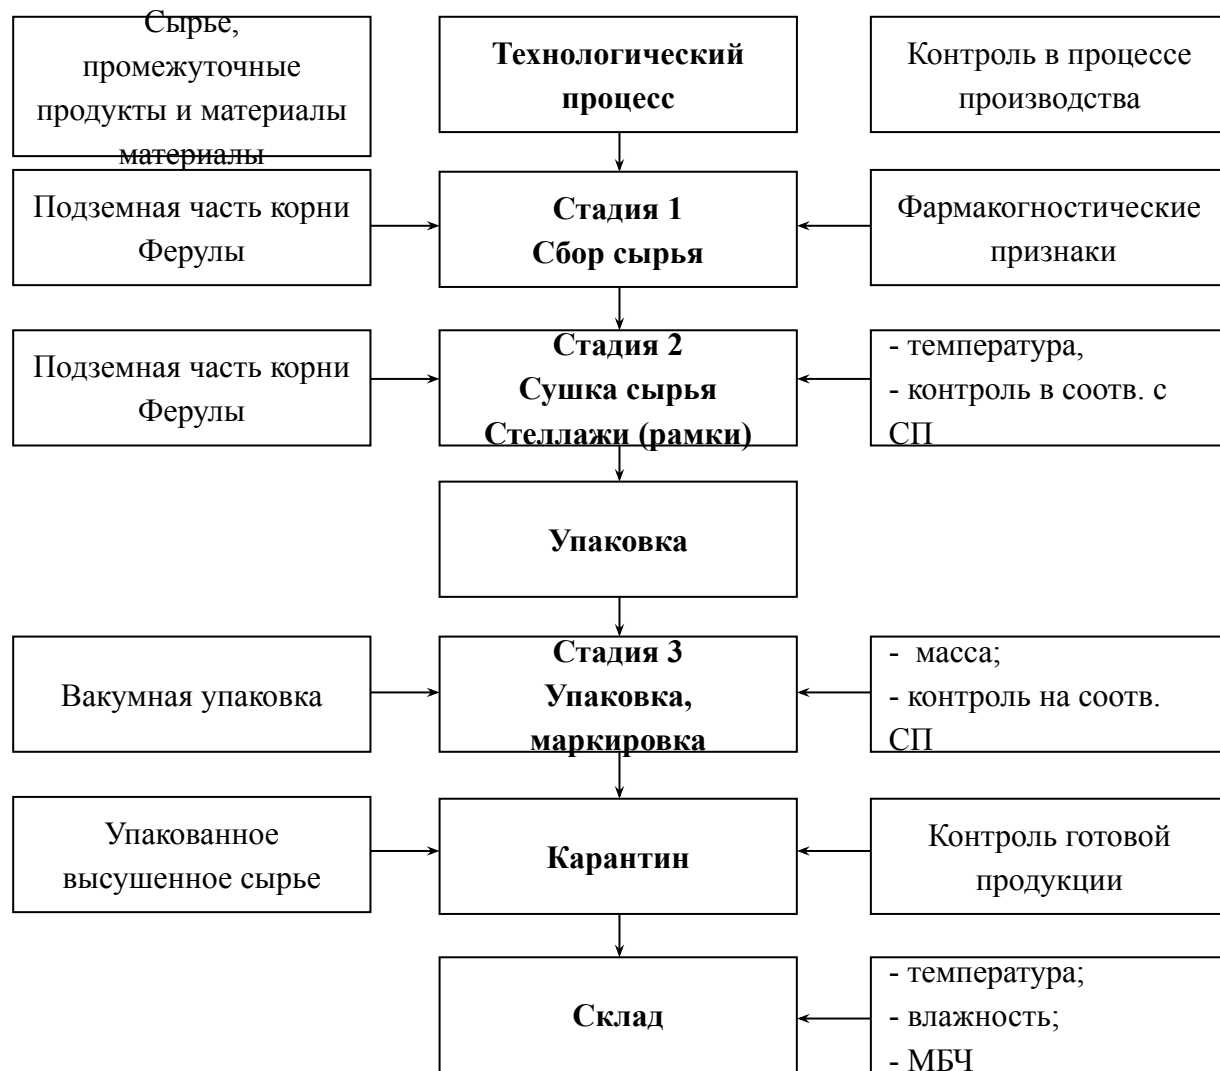 Сырье,
промежуточные
продукты и материалы
материалы
Технологический
процесс
Контроль в процессе
производства
Подземная часть корни
Ферулы
Стадия 1
Сбор сырья
Фармакогностические
признаки
Подземная часть корни
Ферулы
Стадия 2
Сушка сырья
Стеллажи (рамки)
- температура,
- контроль в соотв. с
СП
Упаковка
Вакумная упаковка
Стадия 3
Упаковка,
маркировка
- масса;
- контроль на соотв.
СП
Упакованное
высушенное сырье
Карантин
Контроль готовой
продукции
Склад
- температура;
- влажность;
- МБЧ